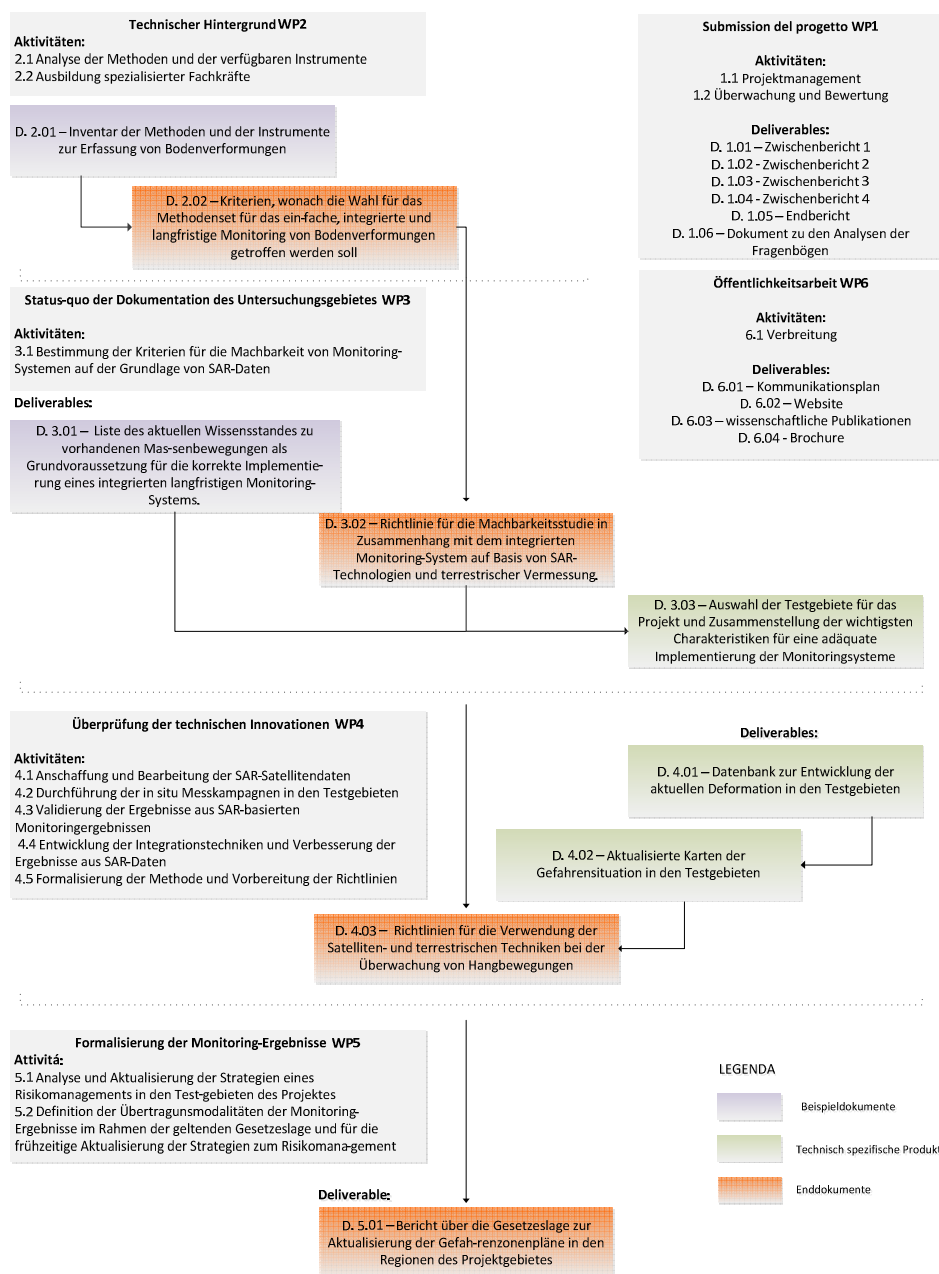 Technischer Hintergrund WP2
Aktivitäten:
2.1 Analyse der Methoden und der verfügbaren Instrumente
2.2 Ausbildung spezialisierter Fachkräfte
D. 2.01 – Inventar der Methoden und der Instrumente
zur Erfassung von Bodenverformungen
D. 2.02 – Kriterien, wonach die Wahl für das
Methodenset für das ein-fache, integrierte und
langfristige Monitoring von Bodenverformungen
getroffen werden soll
Submission del progetto WP1
Aktivitäten:
1.1 Projektmanagement
1.2 Überwachung und Bewertung
Deliverables:
D. 1.01 – Zwischenbericht 1
D. 1.02 - Zwischenbericht 2
D. 1.03 - Zwischenbericht 3
D. 1.04 - Zwischenbericht 4
D. 1.05 – Endbericht
D. 1.06 – Dokument zu den Analysen der
Fragenbögen
Öffentlichkeitsarbeit WP6
Aktivitäten:
6.1 Verbreitung
Deliverables:
D. 6.01 – Kommunikationsplan
D. 6.02 – Website
D. 6.03 – wissenschaftliche Publikationen
D. 6.04 - Brochure
Status-quo der Dokumentation des Untersuchungsgebietes WP3
Aktivitäten:
3.1 Bestimmung der Kriterien für die Machbarkeit von Monitoring-
Systemen auf der Grundlage von SAR-Daten
Deliverables:
D. 3.01 – Liste des aktuellen Wissensstandes zu
vorhandenen Mas-senbewegungen als
Grundvoraussetzung für die korrekte Implementie-
rung eines integrierten langfristigen Monitoring-
Systems.
D. 3.02 – Richtlinie für die Machbarkeitsstudie in
Zusammenhang mit dem integrierten
Monitoring-System auf Basis von SAR-
Technologien und terrestrischer Vermessung.
D. 3.03 – Auswahl der Testgebiete für das
Projekt und Zusammenstellung der wichtigsten
Charakteristiken für eine adäquate
Implementierung der Monitoringsysteme
Überprüfung der technischen Innovationen WP4
Aktivitäten:
4.1 Anschaffung und Bearbeitung der SAR-Satellitendaten
4.2 Durchführung der in situ Messkampagnen in den Testgebieten
4.3 Validierung der Ergebnisse aus SAR-basierten
Monitoringergebnissen
4.4 Entwicklung der Integrationstechniken und Verbesserung der
Ergebnisse aus SAR-Daten
4.5 Formalisierung der Methode und Vorbereitung der Richtlinien
Deliverables:
D. 4.01 – Datenbank zur Entwicklung der
aktuellen Deformation in den Testgebieten
D. 4.02 – Aktualisierte Karten der
Gefahrensituation in den Testgebieten
D. 4.03 – Richtlinien für die Verwendung der
Satelliten- und terrestrischen Techniken bei der
Überwachung von Hangbewegungen
Formalisierung der Monitoring-Ergebnisse WP5
Attivitá:
5.1 Analyse und Aktualisierung der Strategien eines
Risikomanagements in den Test-gebieten des Projektes
5.2 Definition der Übertragunsmodalitäten der Monitoring-
Ergebnisse im Rahmen der geltenden Gesetzeslage und für die
frühzeitige Aktualisierung der Strategien zum Risikomana-gement
Deliverable:
D. 5.01 – Bericht über die Gesetzeslage zur
Aktualisierung der Gefah-renzonenpläne in den
Regionen des Projektgebietes
LEGENDA
Beispieldokumente
Technisch spezifische Produkt
Enddokumente